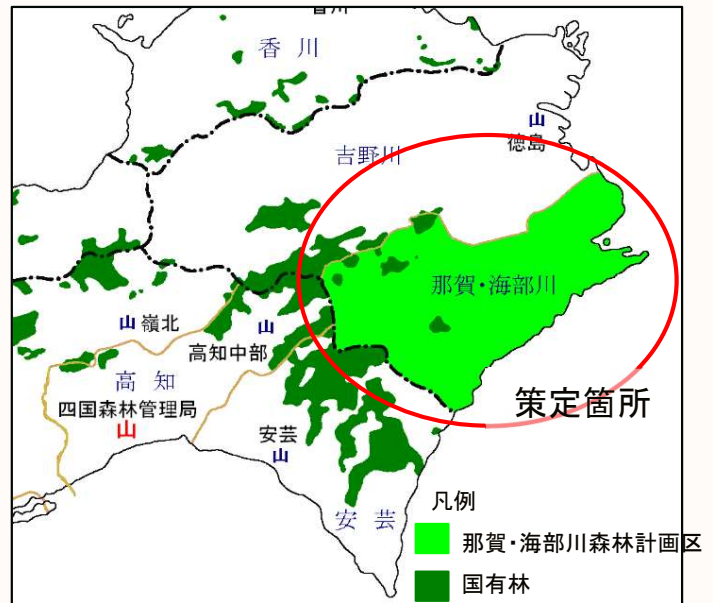 香川
香 川
山
徳島
吉野川
那賀・海部川
山 嶺北
山
高知中部
高 知
四国森林管理局
山
安芸
山
安 芸
策定箇所
凡例
那賀・海部川森林計画区
国有林